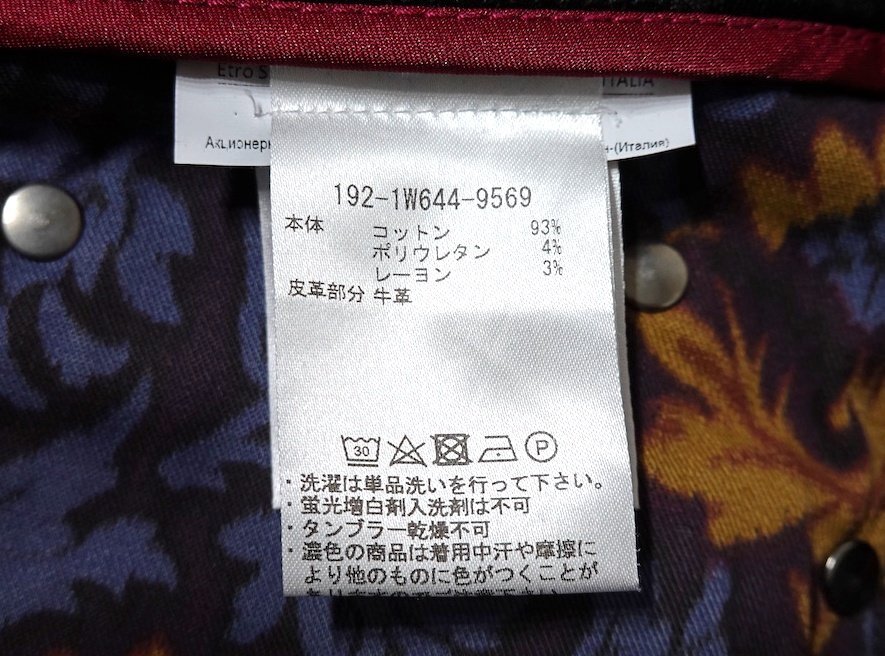 Etro S
ITALIA
Акционерн
н-(Италия)
192-1W644-9569
本体 コットン 93%
ポリウレタン 4%
レーヨン 3%
皮革部分 牛革
30
P
・洗濯は単品洗いを行って下さい。
・蛍光増白剤入洗剤は不可
・タンブラー乾燥不可
・濃色の商品は着用中汗や摩擦に
より他のものに色がつくことが